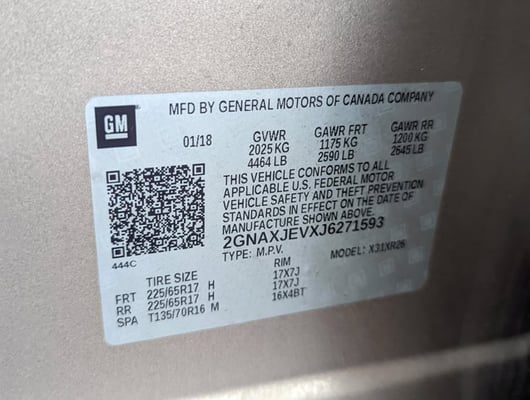 GM
MFD BY GENERAL MOTORS OF CANADA COMPANY
01/18 GVWR GAWR FRT GAWR RR
2025 KG 1175 KG 1200 KG
4464 LB 2590 LB 2645 LB
THIS VEHICLE CONFORMS TO ALL
APPLICABLE U.S. FEDERAL MOTOR
VEHICLE SAFETY AND THEFT PREVENTION
STANDARDS IN EFFECT ON THE DATE OF
MANUFACTURE SHOWN ABOVE.
2GNAXJEVXJ6271593
TYPE: M.P.V. MODEL: X31XR26
444C
TIRE SIZE RIM
FRT 225/65R17 H 17X7J
RR 225/65R17 H 17X7J
SPA T135/70R16 M 16X4BT